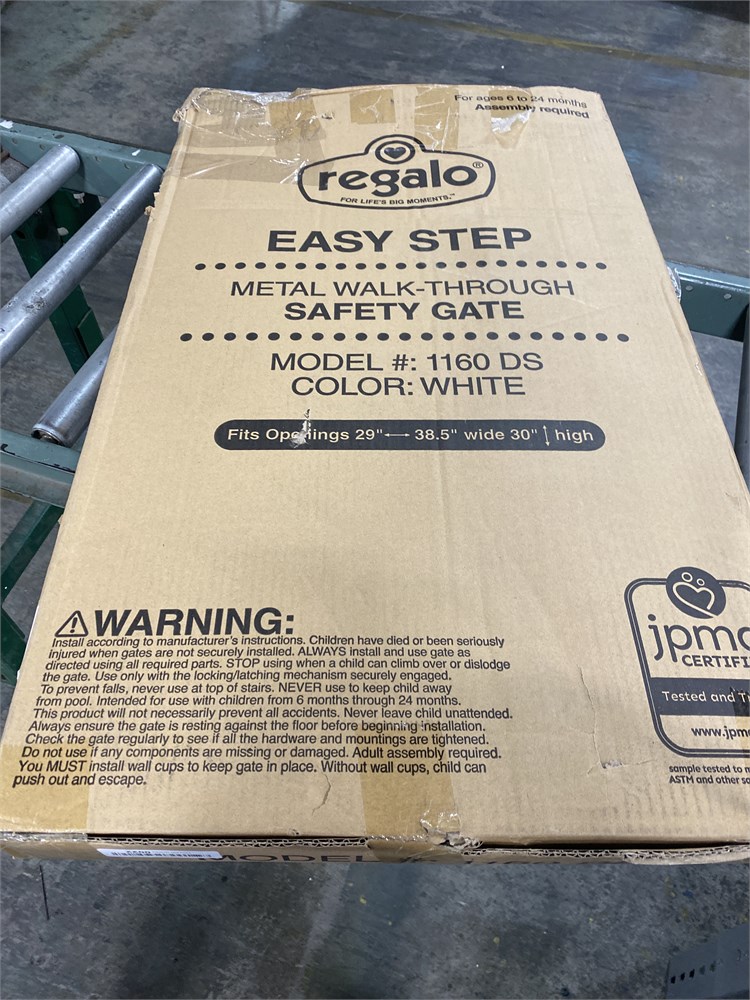 For ages 6 to 24 months
Assembly required
regalo®
FOR LIFE'S BIG MOMENTS.™
EASY STEP
METAL WALK-THROUGH
SAFETY GATE
MODEL #: 1160 DS
COLOR: WHITE
Fits Openings 29" ⟷ 38.5" wide 30" ↕ high
⚠WARNING:
Install according to manufacturer's instructions. Children have died or been seriously
injured when gates are not securely installed. ALWAYS install and use gate as
directed using all required parts. STOP using when a child can climb over or dislodge
the gate. Use only with the locking/latching mechanism securely engaged.
To prevent falls, never use at top of stairs. NEVER use to keep child away
from pool. Intended for use with children from 6 months through 24 months.
This product will not necessarily prevent all accidents. Never leave child unattended.
Always ensure the gate is resting against the floor before beginning installation.
Check the gate regularly to see if all the hardware and mountings are tightened.
Do not use if any components are missing or damaged. Adult assembly required.
You MUST install wall cups to keep gate in place. Without wall cups, child can
push out and escape.
jpma
CERTIFI
Tested and T
www.jpma
sample tested to m
ASTM and other sa
MODEL